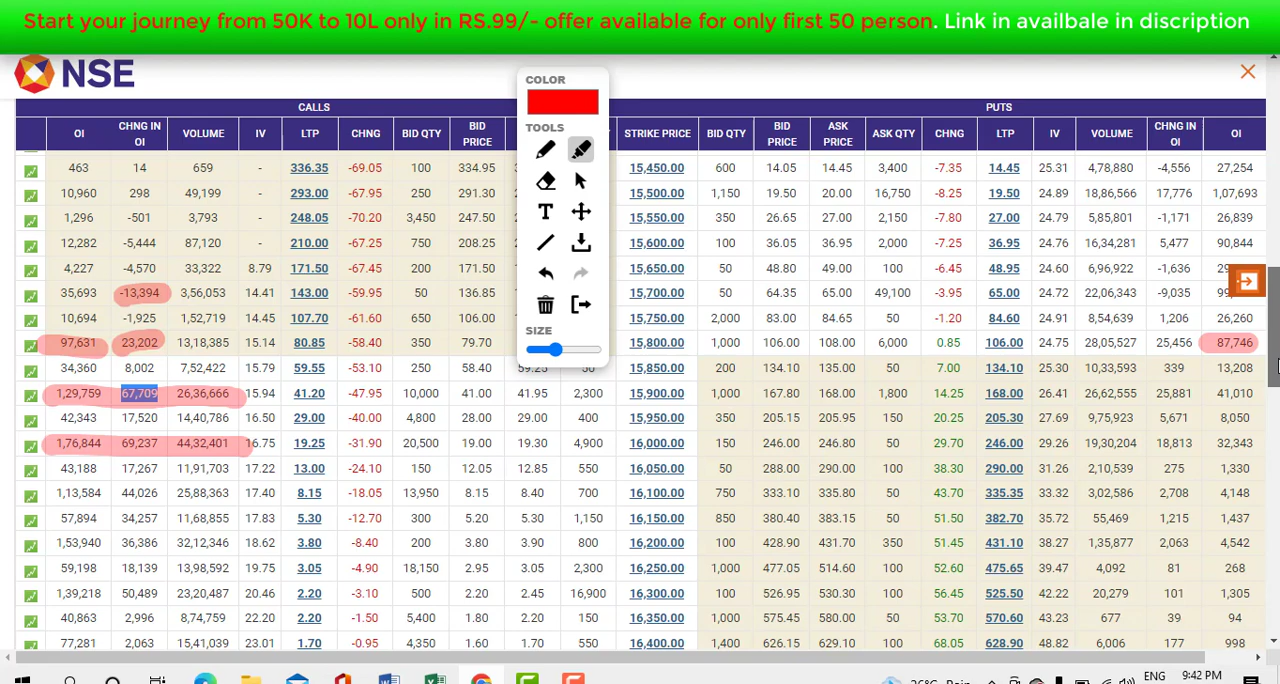 Start your journey from 50K to 10L only in RS.99/- offer available for only first 50 person. Link in availbale in discription
NSE
CALLS PUTS
OI CHNG IN OI VOLUME IV LTP CHNG BID QTY BID PRICE STRIKE PRICE BID QTY BID PRICE ASK PRICE ASK QTY CHNG LTP IV VOLUME CHNG IN OI OI
463 14 659 - 336.35 -69.05 100 334.95 15,450.00 600 14.05 14.45 3,400 -7.35 14.45 25.31 4,78,880 -4,556 27,254
10,960 298 49,199 - 293.00 -67.95 250 291.30 15,500.00 1,150 19.50 20.00 16,750 -8.25 19.50 24.89 18,86,566 17,776 1,07,693
1,296 -501 3,793 - 248.05 -70.20 3,450 247.50 15,550.00 350 26.65 27.00 2,150 -7.80 27.00 24.79 5,85,801 -1,171 26,839
12,282 -5,444 87,120 - 210.00 -67.25 750 208.25 15,600.00 100 36.05 36.95 2,000 -7.25 36.95 24.76 16,34,281 5,477 90,844
4,227 -4,570 33,322 8.79 171.50 -67.45 200 171.50 15,650.00 50 48.80 49.00 100 -6.45 48.95 24.60 6,96,922 -1,636
35,693 -13,394 3,56,053 14.41 143.00 -59.95 50 136.85 15,700.00 50 64.35 65.00 49,100 -3.95 65.00 24.72 22,06,343 -9,035
10,694 -1,925 1,52,719 14.45 107.70 -61.60 650 106.00 15,750.00 2,000 83.00 84.65 50 -1.20 84.60 24.71 8,54,639 1,206 26,260
97,631 23,202 13,18,385 15.14 80.85 -58.40 350 79.70 15,800.00 1,000 106.00 108.00 6,000 0.85 106.00 24.98 28,05,527 25,456 87,746
34,360 8,002 7,52,422 15.79 59.55 -53.10 250 58.40 59.25 50 15,850.00 200 134.10 135.00 50 7.00 134.10 25.61 10,33,593 339 13,208
1,29,759 67,709 26,36,666 15.94 41.20 -47.95 10,000 41.00 41.95 2,300 15,900.00 1,000 167.80 168.00 1,800 14.25 168.00 26.41 26,62,555 25,881 41,010
42,343 17,520 14,40,786 16.50 29.00 -40.00 4,800 28.00 29.00 400 15,950.00 350 205.15 205.95 150 20.25 205.30 27.69 9,75,923 5,671 8,050
1,76,844 69,237 44,32,401 16.75 19.25 -31.90 20,500 19.00 19.30 4,900 16,000.00 150 246.00 246.80 50 29.70 246.00 29.26 19,30,204 18,813 32,343
43,188 17,267 11,91,703 17.22 13.00 -24.10 150 12.05 12.85 550 16,050.00 50 288.00 290.00 100 38.30 290.00 31.26 2,10,539 275 1,330
1,13,584 44,026 25,88,363 17.40 8.15 -18.05 13,950 8.15 8.40 700 16,100.00 750 333.10 335.80 50 43.70 335.35 33.32 3,02,586 2,708 4,148
57,894 34,257 11,68,855 17.83 5.30 -12.70 300 5.20 5.30 1,150 16,150.00 850 380.40 383.15 50 51.50 382.70 35.72 55,469 1,215 1,437
1,53,940 36,386 32,12,346 18.62 3.80 -8.40 200 3.80 3.90 800 16,200.00 100 428.90 431.70 350 51.45 431.10 38.27 1,35,877 2,063 4,542
59,198 18,139 13,98,592 19.75 3.05 -4.90 18,150 2.95 3.05 2,300 16,250.00 100 477.05 514.60 100 52.60 475.65 39.47 4,092 81 268
1,39,218 50,489 23,20,487 20.46 2.20 -3.10 500 2.20 2.45 16,900 16,300.00 100 526.95 530.30 100 56.45 525.50 42.22 20,279 101 1,305
40,863 2,996 8,74,759 22.20 2.20 -1.50 5,400 1.80 2.20 150 16,350.00 100 575.45 580.00 50 53.70 570.60 43.23 677 39 94
77,281 2,063 15,41,039 23.01 1.70 -0.95 4,350 1.60 1.70 550 16,400.00 100 626.15 629.10 100 68.05 628.90 48.82 6,006 177 998
COLOR
TOOLS
T
SIZE
ENG 9:42 PM